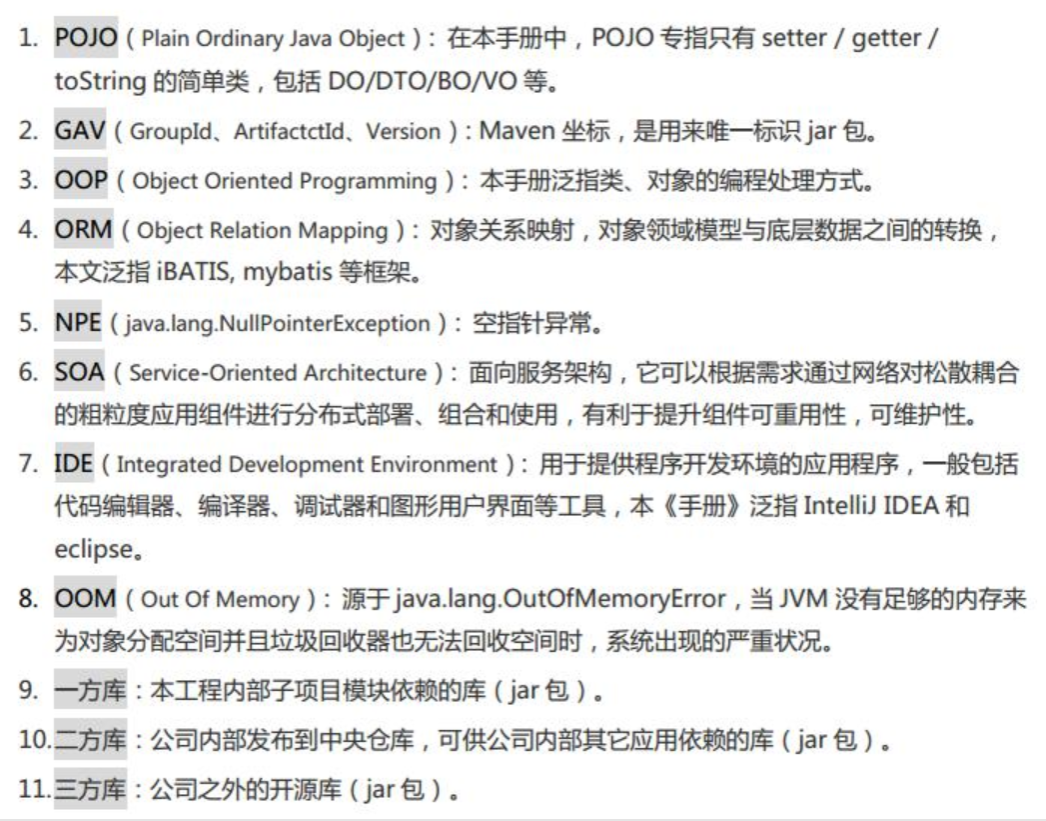 1. POJO（Plain Ordinary Java Object）：在本手册中，POJO 专指只有 setter / getter /
toString 的简单类，包括 DO/DTO/BO/VO 等。
2. GAV（GroupId、ArtifactctId、Version）：Maven 坐标，是用来唯一标识 jar 包。
3. OOP（Object Oriented Programming）：本手册泛指类、对象的编程处理方式。
4. ORM（Object Relation Mapping）：对象关系映射，对象领域模型与底层数据之间的转换，
本文泛指 iBATIS, mybatis 等框架。
5. NPE（java.lang.NullPointerException）：空指针异常。
6. SOA（Service-Oriented Architecture）：面向服务架构，它可以根据需求通过网络对松散耦合
的粗粒度应用组件进行分布式部署、组合和使用，有利于提升组件可重用性，可维护性。
7. IDE（Integrated Development Environment）：用于提供程序开发环境的应用程序，一般包括
代码编辑器、编译器、调试器和图形用户界面等工具，本《手册》泛指 IntelliJ IDEA 和
eclipse。
8. OOM（Out Of Memory）：源于 java.lang.OutOfMemoryError，当 JVM 没有足够的内存来
为对象分配空间并且垃圾回收器也无法回收空间时，系统出现的严重状况。
9. 一方库：本工程内部子项目模块依赖的库（jar 包）。
10.二方库：公司内部发布到中央仓库，可供公司内部其它应用依赖的库（jar 包）。
11.三方库：公司之外的开源库（jar 包）。